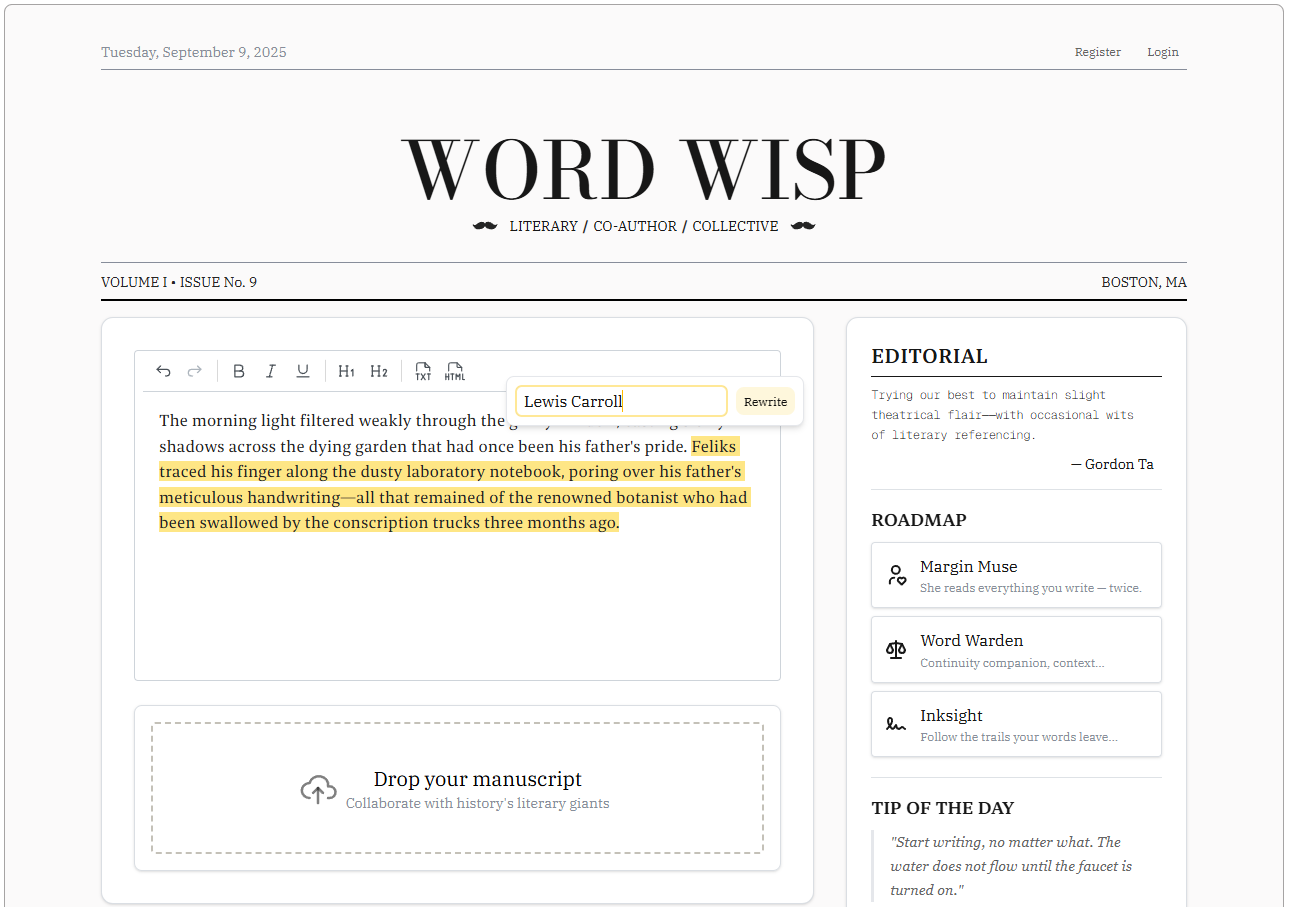 Tuesday, September 9, 2025
Register
Login
WORD WISP
LITERARY / CO-AUTHOR / COLLECTIVE
VOLUME I • ISSUE No. 9
BOSTON, MA
B I U H1 H2 TXT HTML
Lewis Carroll
Rewrite
The morning light filtered weakly through the
shadows across the dying garden that had once been his father's pride. Feliks
traced his finger along the dusty laboratory notebook, poring over his father's
meticulous handwriting—all that remained of the renowned botanist who had
been swallowed by the conscription trucks three months ago.
Drop your manuscript
Collaborate with history's literary giants
EDITORIAL
Trying our best to maintain slight
theatrical flair——with occasional wits
of literary referencing.
— Gordon Ta
ROADMAP
Margin Muse
She reads everything you write — twice.
Word Warden
Continuity companion, context...
Inksight
Follow the trails your words leave...
TIP OF THE DAY
"Start writing, no matter what. The
water does not flow until the faucet is
turned on."